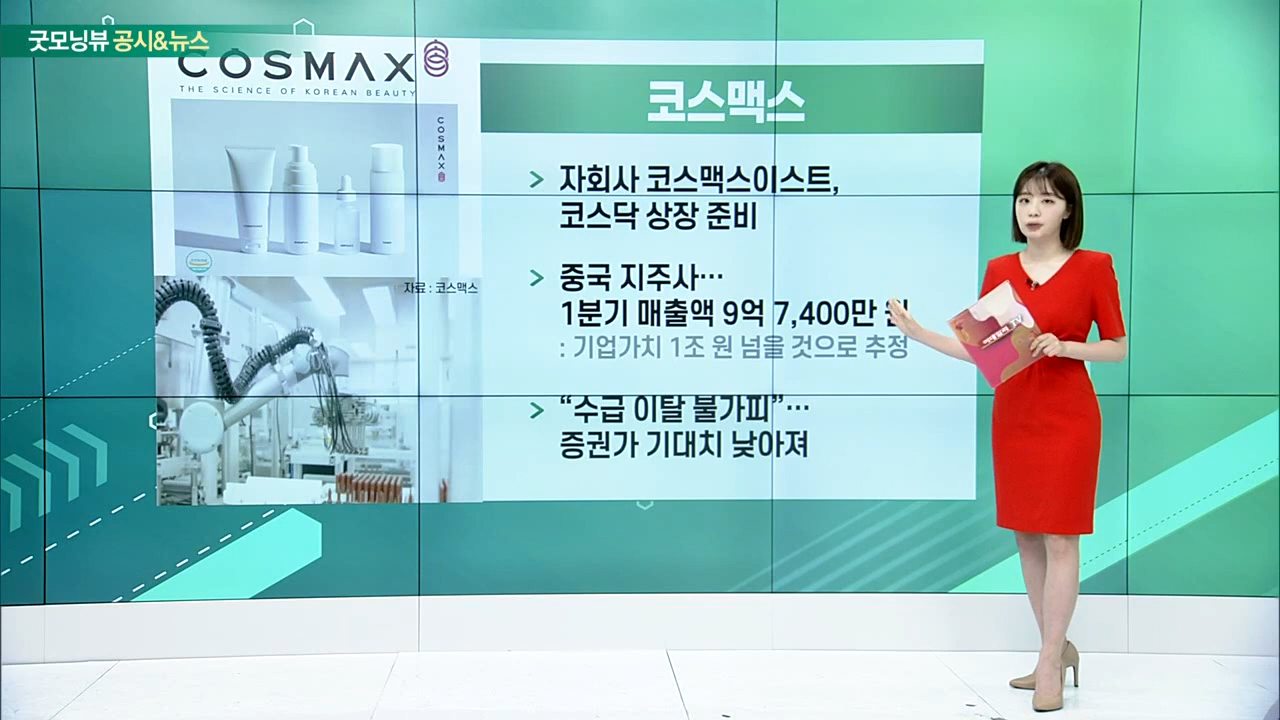 굿모닝뷰 공시&뉴스
COSMAX
THE SCIENCE OF KOREAN BEAUTY
COSMAX
자료 : 코스맥스
코스맥스
> 자회사 코스맥스이스트,
코스닥 상장 준비
> 중국 지주사…
1분기 매출액 9억 7,400만 원
: 기업가치 1조 원 넘을 것으로 추정
> “수급 이탈 불가피”…
증권가 기대치 낮아져